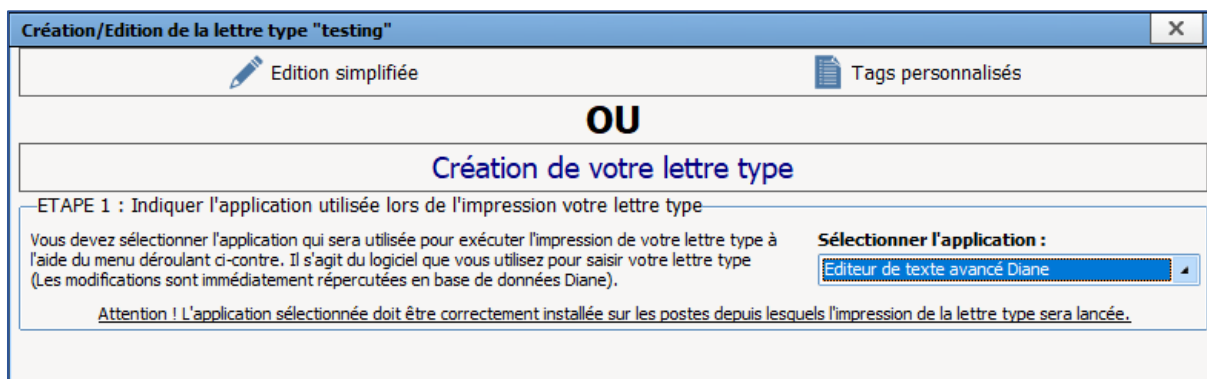 Création/Edition de la lettre type "testing"
Edition simplifiée
Tags personnalisés
OU
Création de votre lettre type
ETAPE 1 : Indiquer l'application utilisée lors de l'impression votre lettre type
Vous devez sélectionner l'application qui sera utilisée pour exécuter l'impression de votre lettre type à
l'aide du menu déroulant ci-contre. Il s'agit du logiciel que vous utilisez pour saisir votre lettre type
(Les modifications sont immédiatement répercutées en base de données Diane).
Sélectionner l'application :
Editeur de texte avancé Diane
Attention ! L'application sélectionnée doit être correctement installée sur les postes depuis lesquels l'impression de la lettre type sera lancée.